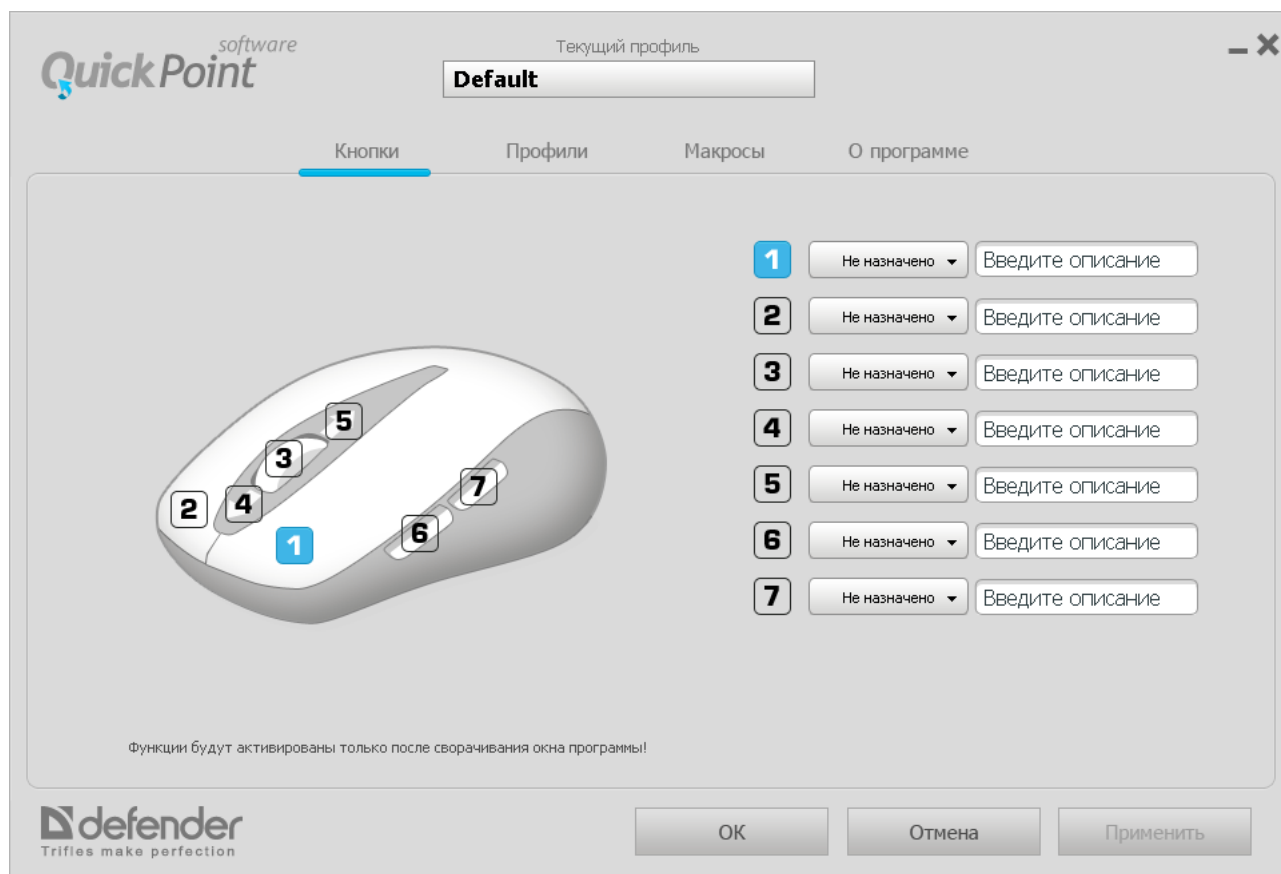 software
QuickPoint
Текущий профиль
Default
Кнопки Профили Макросы О программе
1 Не назначено Введите описание
2 Не назначено Введите описание
3 Не назначено Введите описание
4 Не назначено Введите описание
5 Не назначено Введите описание
6 Не назначено Введите описание
7 Не назначено Введите описание
5
3
7
2
4
6
1
Функции будут активированы только после сворачивания окна программы!
defender
Trifles make perfection
ОК Отмена Применить